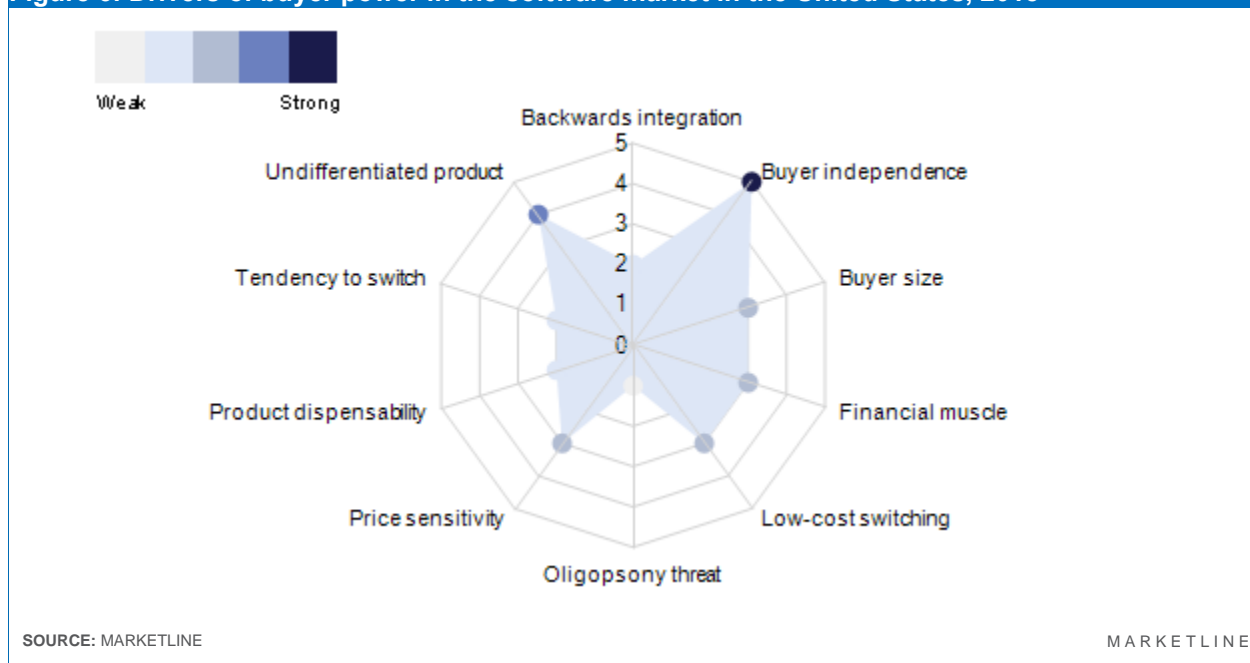 Weak
Strong
Backwards integration
5
Undifferentiated product
Buyer independence
4
3
Tendency to switch
2
Buyer size
1
0
Product dispensability
Financial muscle
Price sensitivity
Low-cost switching
Oligopsony threat
SOURCE: MARKETLINE
MARKETLINE